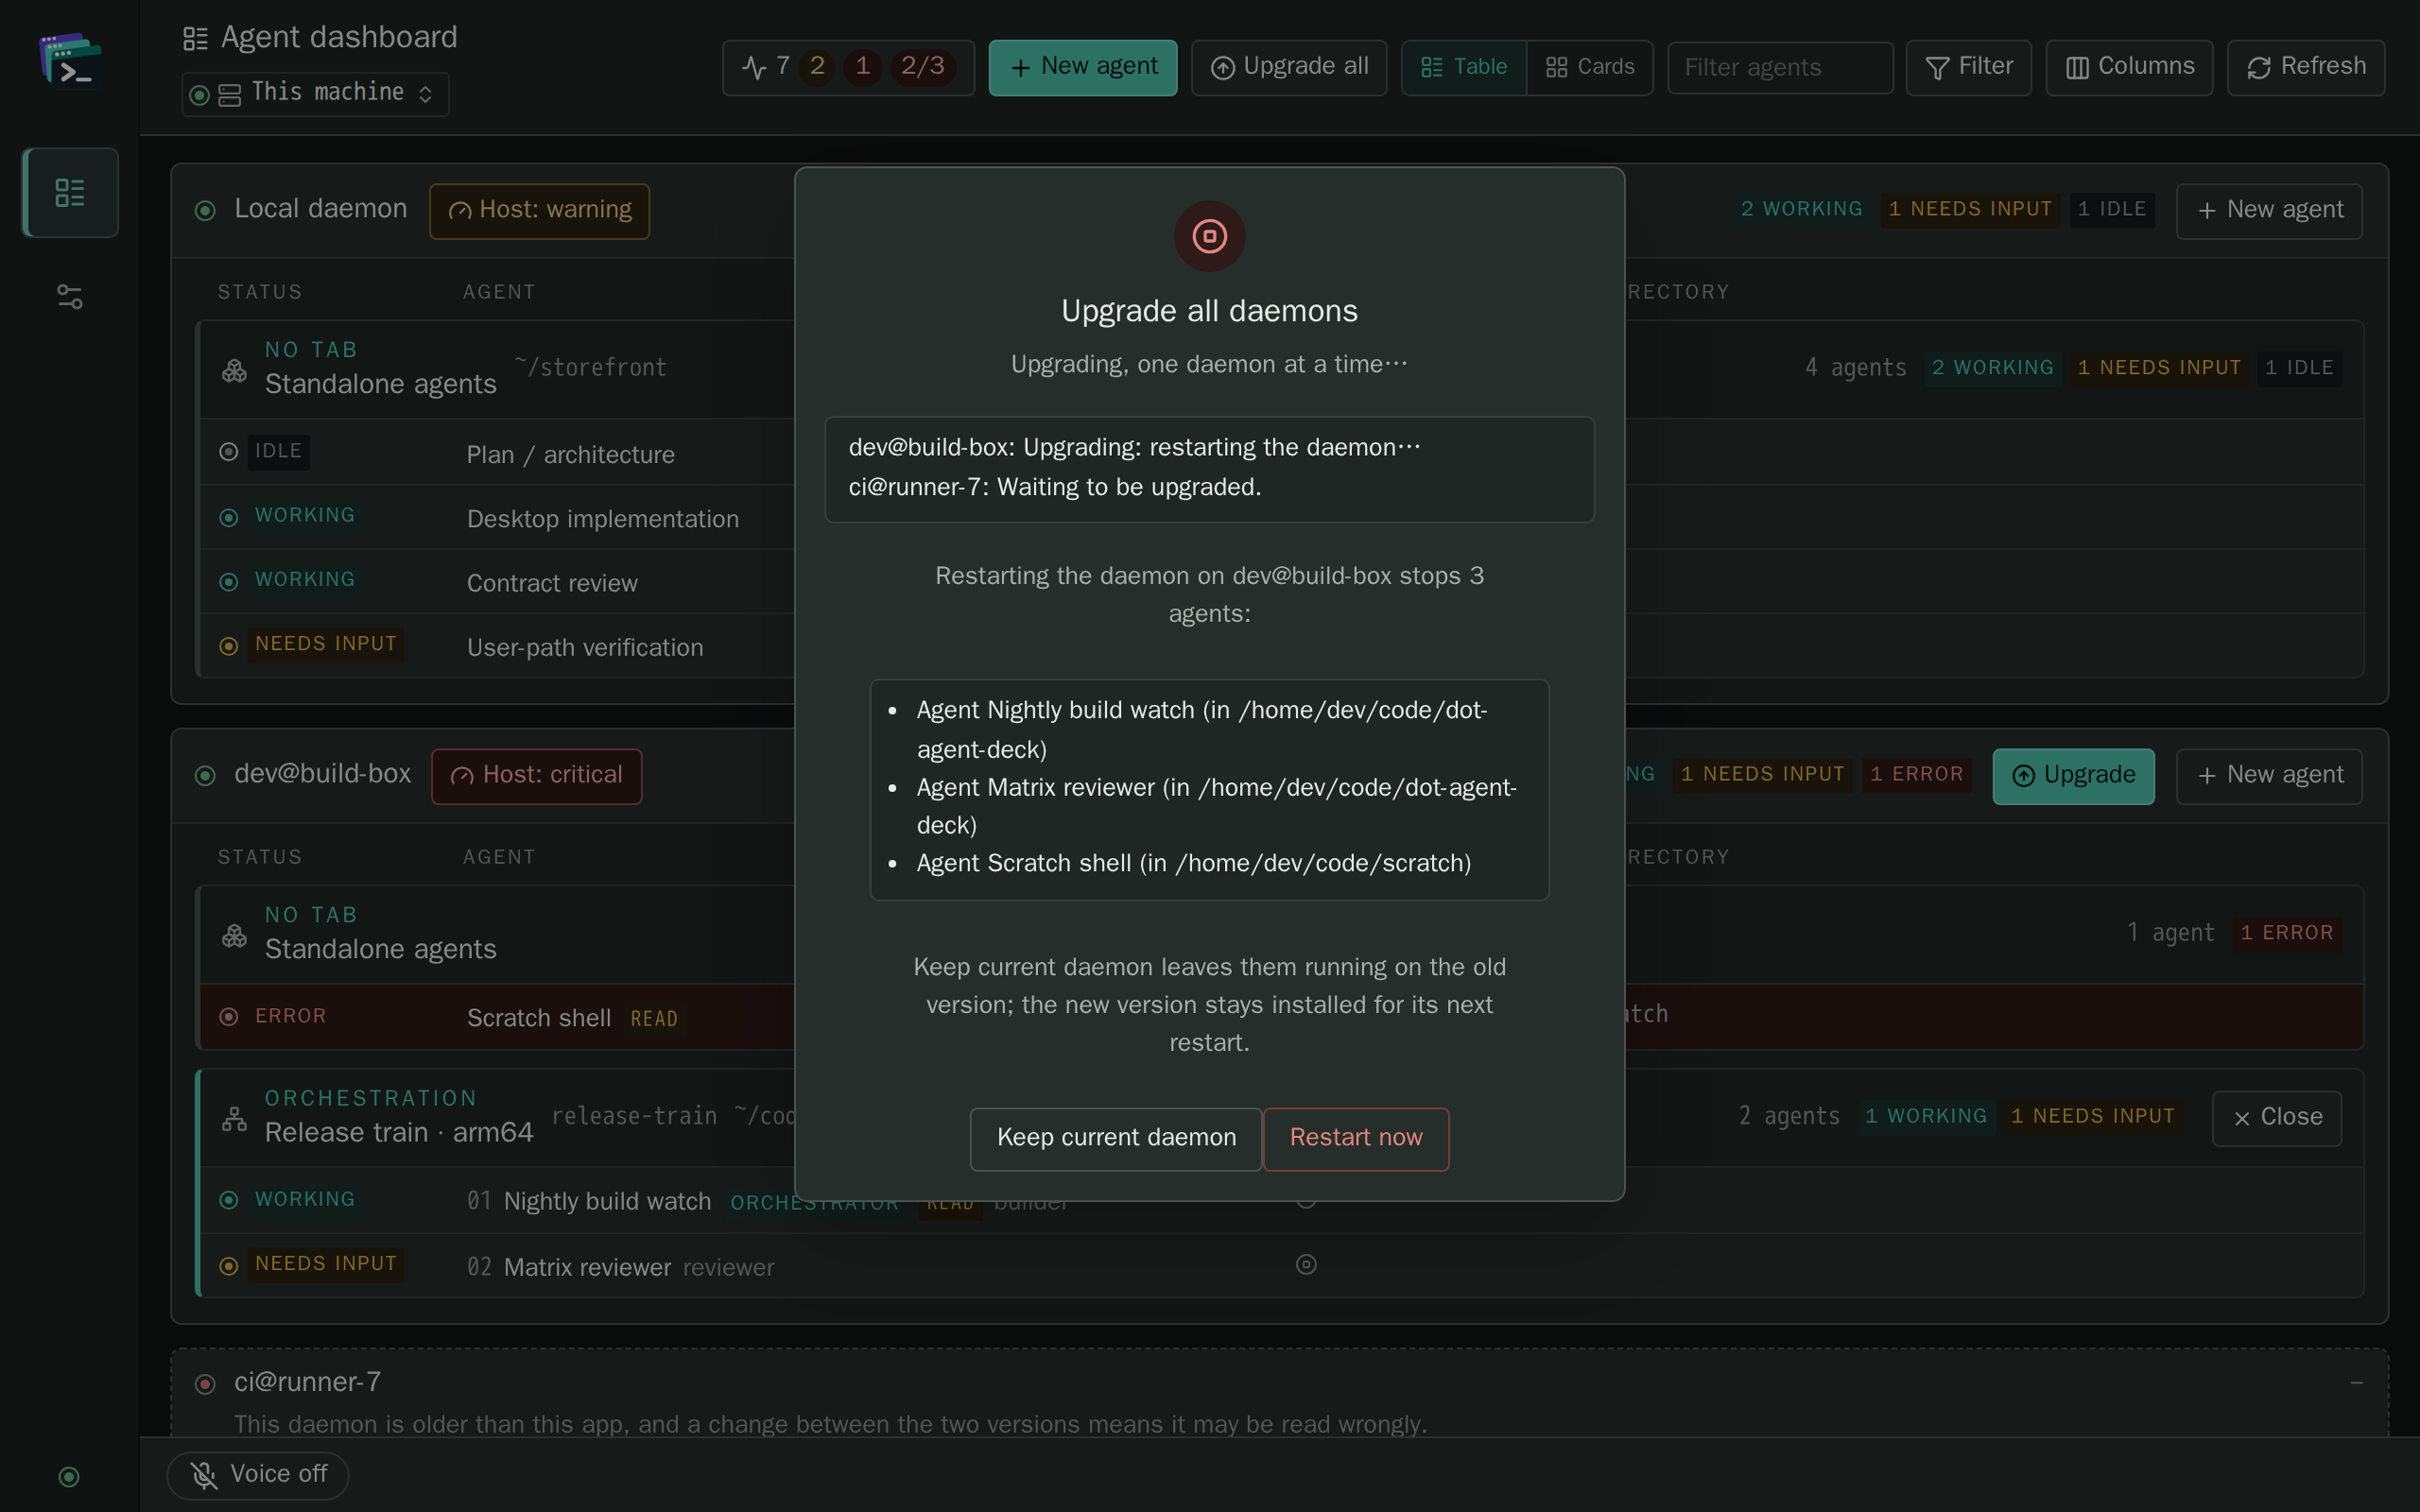 Agent dashboard
This machine
7 2 1 2/3
New agent
Upgrade all
Table
Cards
Filter agents
Filter
Columns
Refresh
Local daemon
Host: warning
2 WORKING 1 NEEDS INPUT 1 IDLE
New agent
STATUS AGENT RECTORY
NO TAB
Standalone agents ~/storefront
4 agents 2 WORKING 1 NEEDS INPUT 1 IDLE
IDLE Plan / architecture
WORKING Desktop implementation
WORKING Contract review
NEEDS INPUT User-path verification
Upgrade all daemons
Upgrading, one daemon at a time…
dev@build-box: Upgrading: restarting the daemon…
ci@runner-7: Waiting to be upgraded.
Restarting the daemon on dev@build-box stops 3
agents:
• Agent Nightly build watch (in /home/dev/code/dot-
agent-deck)
• Agent Matrix reviewer (in /home/dev/code/dot-agent-
deck)
• Agent Scratch shell (in /home/dev/code/scratch)
Keep current daemon leaves them running on the old
version; the new version stays installed for its next
restart.
Keep current daemon
Restart now
dev@build-box
Host: critical
NG 1 NEEDS INPUT 1 ERROR
Upgrade
New agent
STATUS AGENT RECTORY
NO TAB
Standalone agents
1 agent 1 ERROR
ERROR Scratch shell READ tch
ORCHESTRATION
Release train · arm64 release-train ~/cod
2 agents 1 WORKING 1 NEEDS INPUT
Close
WORKING 01 Nightly build watch ORCHESTRATOR READ builder
NEEDS INPUT 02 Matrix reviewer reviewer
ci@runner-7 –
This daemon is older than this app, and a change between the two versions means it may be read wrongly.
Voice off